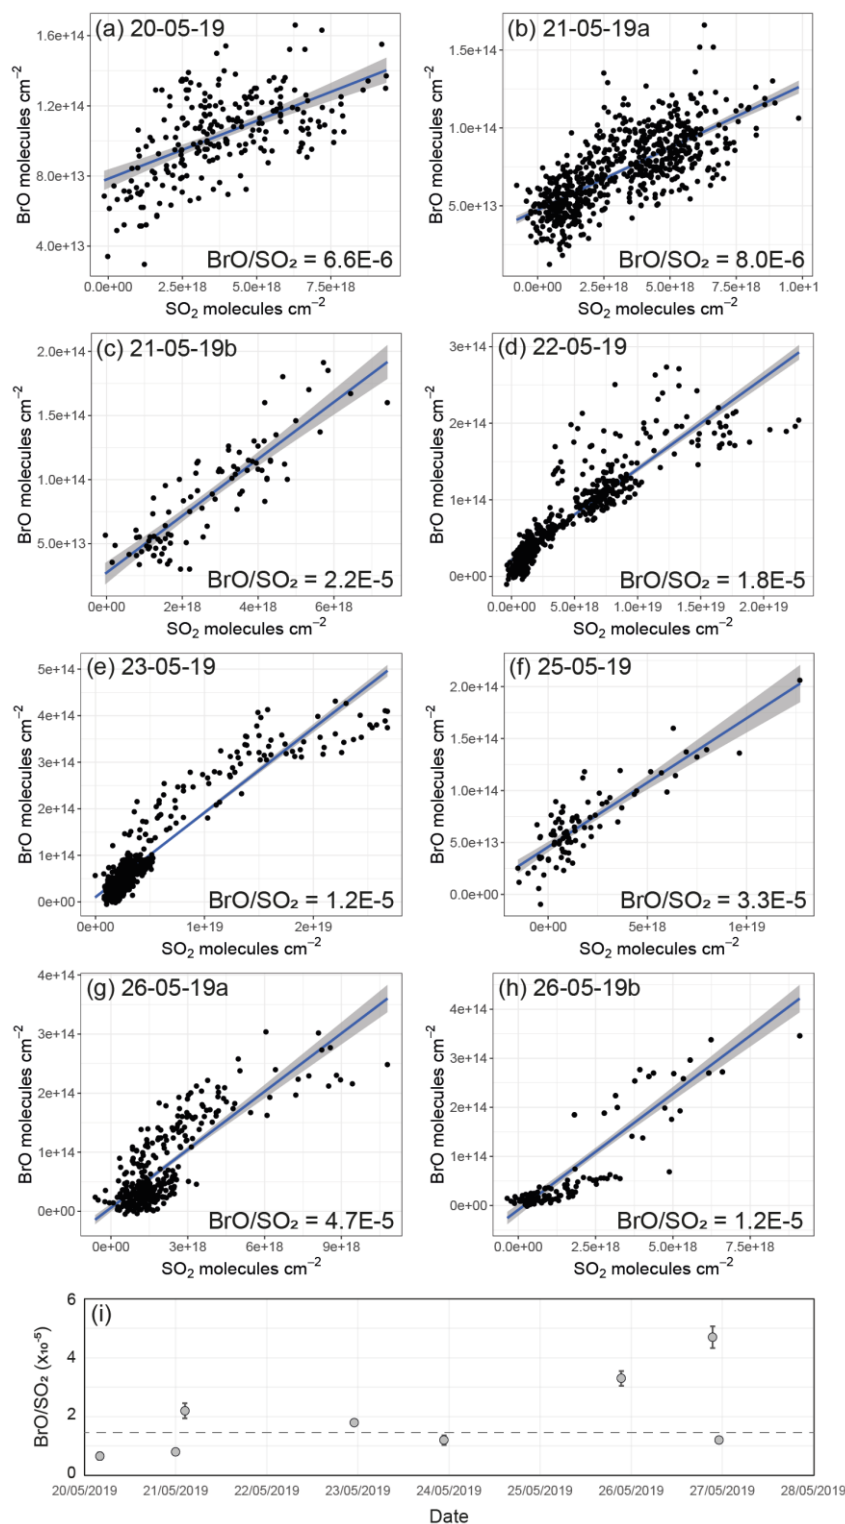 (a) 20-05-19
1.6e+14
1.2e+14
8.0e+13
4.0e+13
BrO molecules cm⁻²
BrO/SO₂ = 6.6E-6
0.0e+00 2.5e+18 5.0e+18 7.5e+18
SO₂ molecules cm⁻²
(b) 21-05-19a
1.5e+14
1.0e+14
5.0e+13
BrO molecules cm⁻²
BrO/SO₂ = 8.0E-6
0.0e+00 2.5e+18 5.0e+18 7.5e+18 1.0e+1
SO₂ molecules cm⁻²
(c) 21-05-19b
2.0e+14
1.5e+14
1.0e+14
5.0e+13
BrO molecules cm⁻²
BrO/SO₂ = 2.2E-5
0e+00 2e+18 4e+18 6e+18
SO₂ molecules cm⁻²
(d) 22-05-19
3e+14
2e+14
1e+14
0e+00
BrO molecules cm⁻²
BrO/SO₂ = 1.8E-5
0.0e+00 5.0e+18 1.0e+19 1.5e+19 2.0e+19
SO₂ molecules cm⁻²
(e) 23-05-19
5e+14
4e+14
3e+14
2e+14
1e+14
0e+00
BrO molecules cm⁻²
BrO/SO₂ = 1.2E-5
0e+00 1e+19 2e+19
SO₂ molecules cm⁻²
(f) 25-05-19
2.0e+14
1.5e+14
1.0e+14
5.0e+13
0.0e+00
BrO molecules cm⁻²
BrO/SO₂ = 3.3E-5
0e+00 5e+18 1e+19
SO₂ molecules cm⁻²
(g) 26-05-19a
4e+14
3e+14
2e+14
1e+14
0e+00
BrO molecules cm⁻²
BrO/SO₂ = 4.7E-5
0e+00 3e+18 6e+18 9e+18
SO₂ molecules cm⁻²
(h) 26-05-19b
4e+14
3e+14
2e+14
1e+14
0e+00
BrO molecules cm⁻²
BrO/SO₂ = 1.2E-5
0.0e+00 2.5e+18 5.0e+18 7.5e+18
SO₂ molecules cm⁻²
(i)
6
4
2
0
BrO/SO₂ (x10⁻⁵)
20/05/2019 21/05/2019 22/05/2019 23/05/2019 24/05/2019 25/05/2019 26/05/2019 27/05/2019 28/05/2019
Date